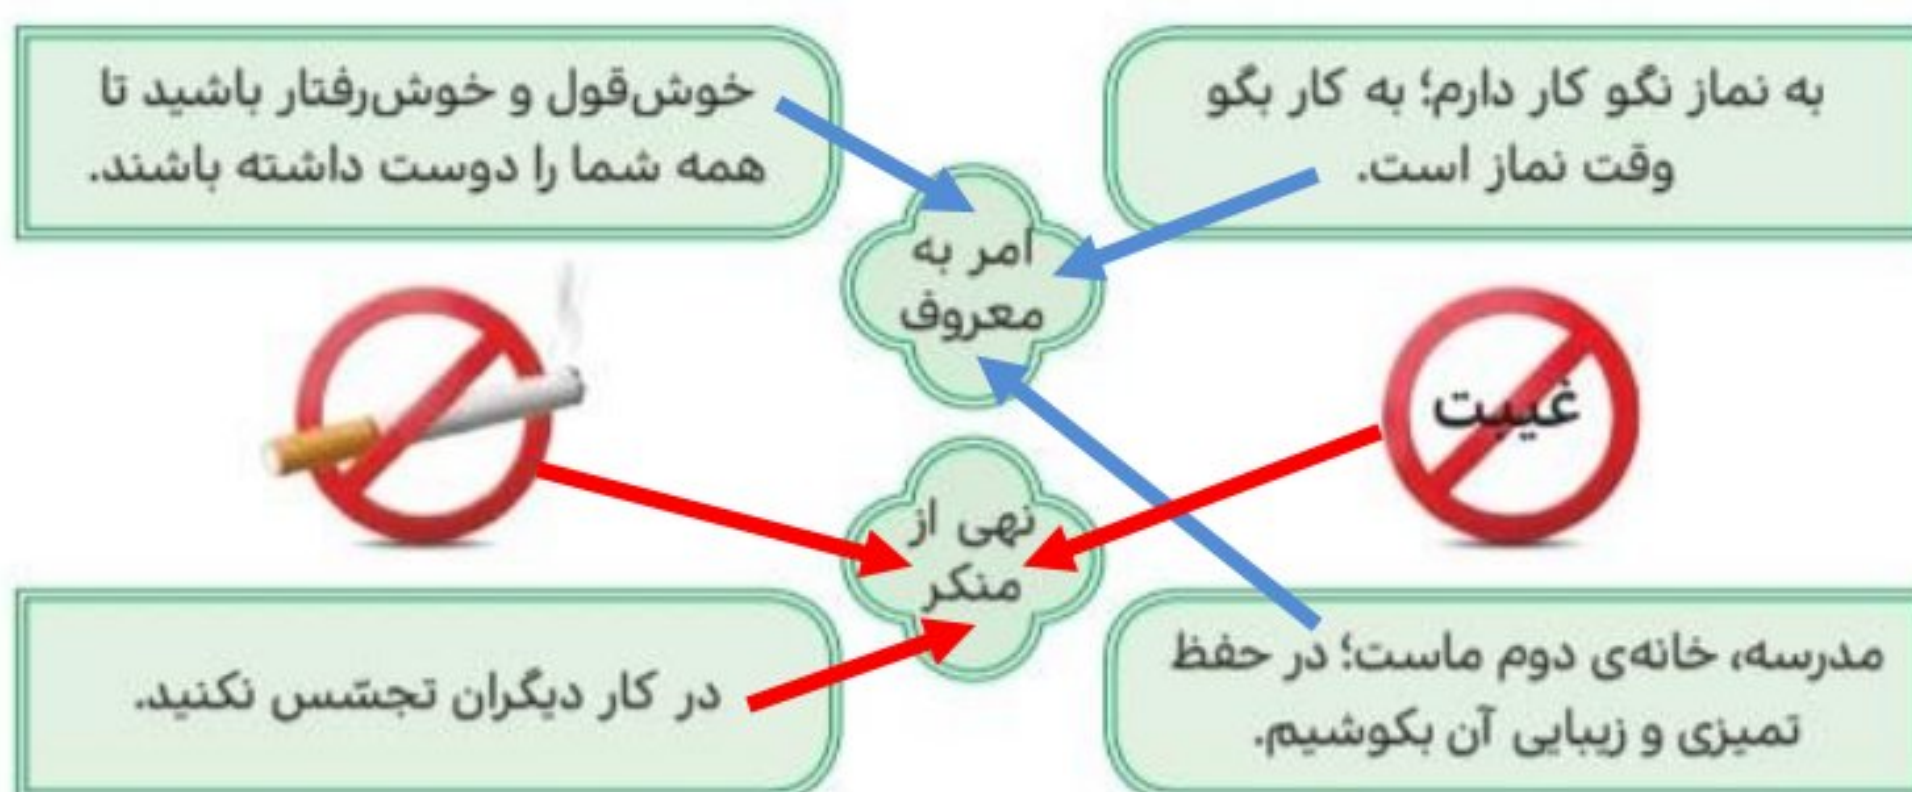 به نماز نگو کار دارم؛ به کار بگو
وقت نماز است.
خوش‌قول و خوش‌رفتار باشید تا
همه شما را دوست داشته باشند.
امر به
معروف
غیبت
نهی از
منکر
مدرسه، خانه‌ی دوم ماست؛ در حفظ
تمیزی و زیبایی آن بکوشیم.
در کار دیگران تجسّس نکنید.